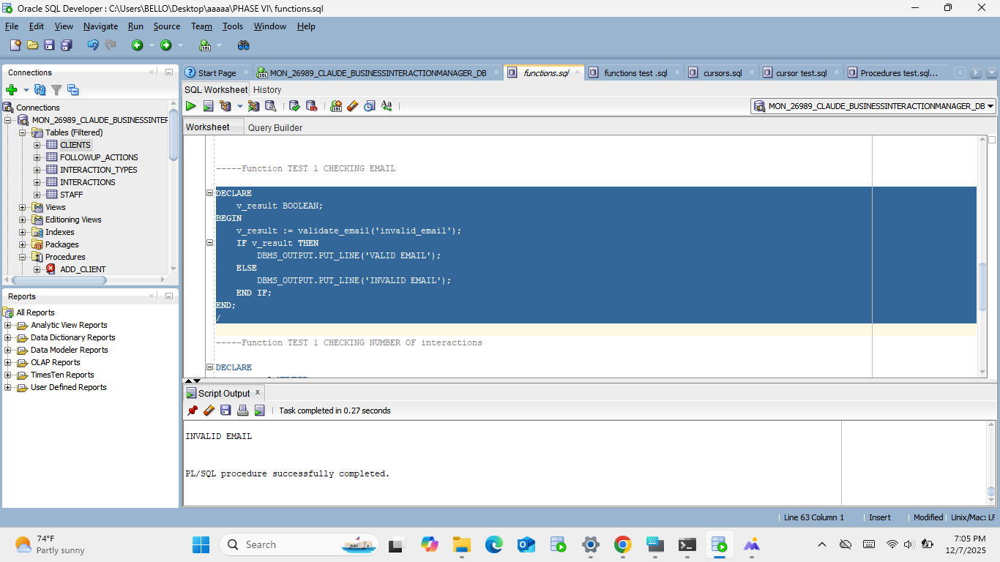 Oracle SQL Developer : C:\Users\BELLO\Desktop\aaaaa\PHASE VI\ functions.sql
File Edit View Navigate Run Source Team Tools Window Help
Connections
Start Page
MON_26989_CLAUDE_BUSINESSINTERACTIONMANAGER_DB
functions.sql
functions test .sql
cursors.sql
cursor test.sql
Procedures test.sql...
SQL Worksheet History
MON_26989_CLAUDE_BUSINESSINTERACTIONMANAGER_DB
Worksheet Query Builder
Connections
MON_26989_CLAUDE_BUSINESSINTER
Tables (Filtered)
CLIENTS
FOLLOWUP_ACTIONS
INTERACTION_TYPES
INTERACTIONS
STAFF
Views
Editioning Views
Indexes
Packages
Procedures
ADD_CLIENT
Reports
All Reports
Analytic View Reports
Data Dictionary Reports
Data Modeler Reports
OLAP Reports
TimesTen Reports
User Defined Reports
-----Function TEST 1 CHECKING EMAIL
DECLARE
v_result BOOLEAN;
BEGIN
v_result := validate_email('invalid_email');
IF v_result THEN
DBMS_OUTPUT.PUT_LINE('VALID EMAIL');
ELSE
DBMS_OUTPUT.PUT_LINE('INVALID EMAIL');
END IF;
END;
/
-----Function TEST 1 CHECKING NUMBER OF interactions
DECLARE
Script Output
Task completed in 0.27 seconds
INVALID EMAIL
PL/SQL procedure successfully completed.
Line 63 Column 1 Insert Modified Unix/Mac: LF
74°F
Partly sunny
Search
7:05 PM
12/7/2025